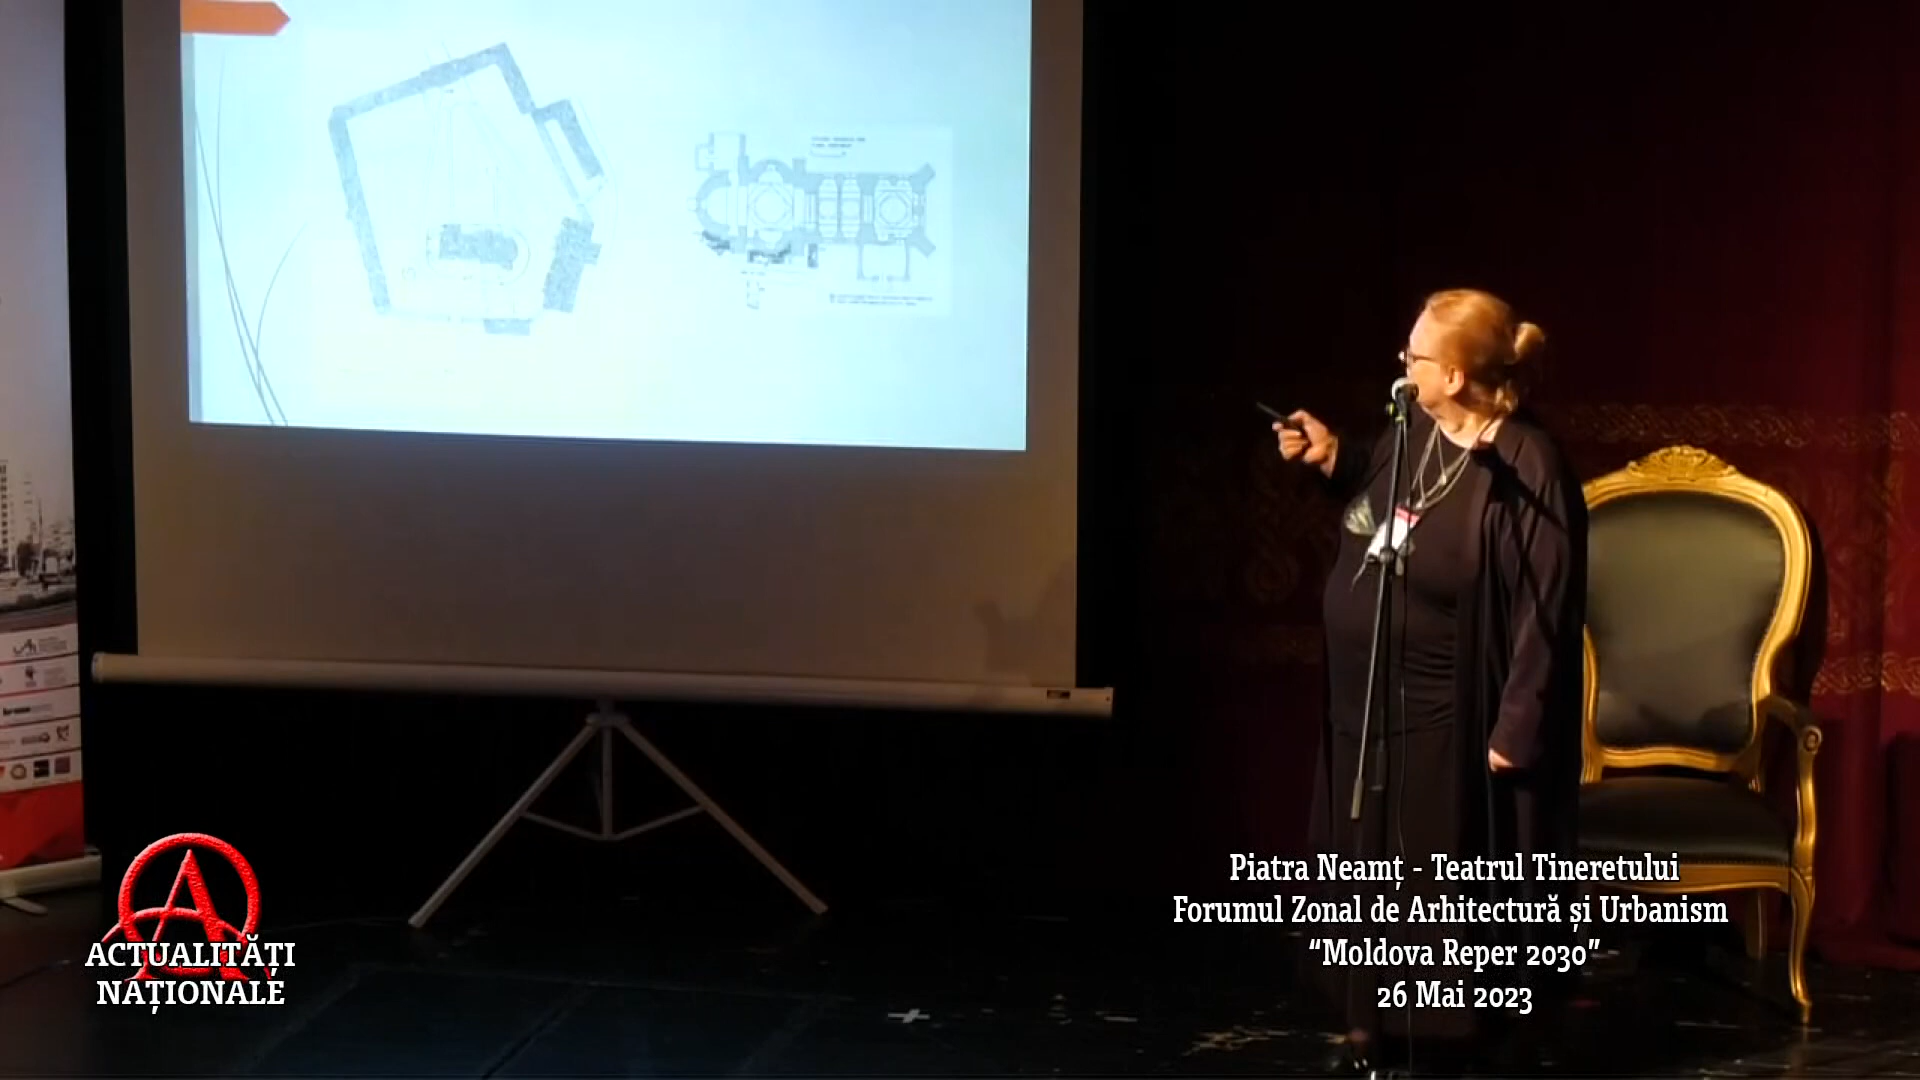 ACTUALITĂȚI
NAȚIONALE
Piatra Neamț - Teatrul Tineretului
Forumul Zonal de Arhitectură și Urbanism
“Moldova Reper 2030”
26 Mai 2023